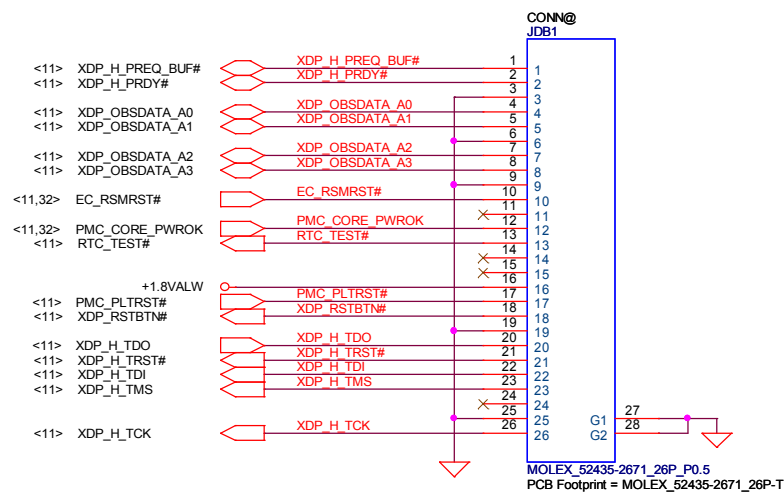 CONN@
JDB1
<11> XDP_H_PREQ_BUF# XDP_H_PREQ_BUF# 1 1
<11> XDP_H_PRDY# XDP_H_PRDY# 2 2
3 3
<11> XDP_OBSDATA_A0 XDP_OBSDATA_A0 4 4
<11> XDP_OBSDATA_A1 XDP_OBSDATA_A1 5 5
6 6
<11> XDP_OBSDATA_A2 XDP_OBSDATA_A2 7 7
<11> XDP_OBSDATA_A3 XDP_OBSDATA_A3 8 8
9 9
<11,32> EC_RSMRST# EC_RSMRST# 10 10
11 11
<11,32> PMC_CORE_PWROK PMC_CORE_PWROK 12 12
<11> RTC_TEST# RTC_TEST# 13 13
14 14
15 15
+1.8VALW 16 16
<11> PMC_PLTRST# PMC_PLTRST# 17 17
<11> XDP_RSTBTN# XDP_RSTBTN# 18 18
19 19
<11> XDP_H_TDO XDP_H_TDO 20 20
<11> XDP_H_TRST# XDP_H_TRST# 21 21
<11> XDP_H_TDI XDP_H_TDI 22 22
<11> XDP_H_TMS XDP_H_TMS 23 23
24 24
25 25 G1 27
<11> XDP_H_TCK XDP_H_TCK 26 26 G2 28
MOLEX_52435-2671_26P_P0.5
PCB Footprint = MOLEX_52435-2671_26P-T